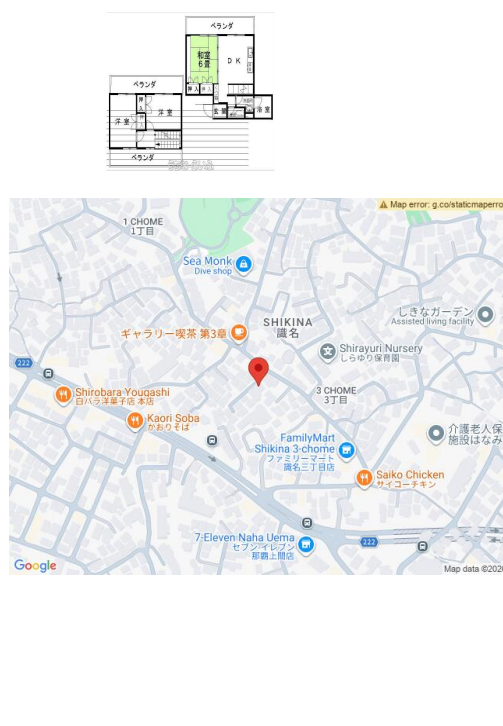 ベランダ
和室
6畳
D K
ベランダ
押入
押入
押入
押入
洋 室
洋 室
玄関
浴室
ベランダ
Map error: g.co/staticmaperro
1 CHOME
1丁目
Sea Monk
Dive shop
しきなガーデン
Assisted living facility
SHIKINA
識名
ギャラリー喫茶 第3章
Shirayuri Nursery
しらゆり保育園
222
Shirobara Yougashi
白バラ洋菓子店 本店
3 CHOME
3丁目
Kaori Soba
かおりそば
介護老人保
施設はなみ
FamilyMart
Shikina 3-chome
ファミリーマート
識名三丁目店
Saiko Chicken
サイコーチキン
7-Eleven Naha Uema
セブン-イレブン
那覇上間店
222
222
Google
Map data ©2026